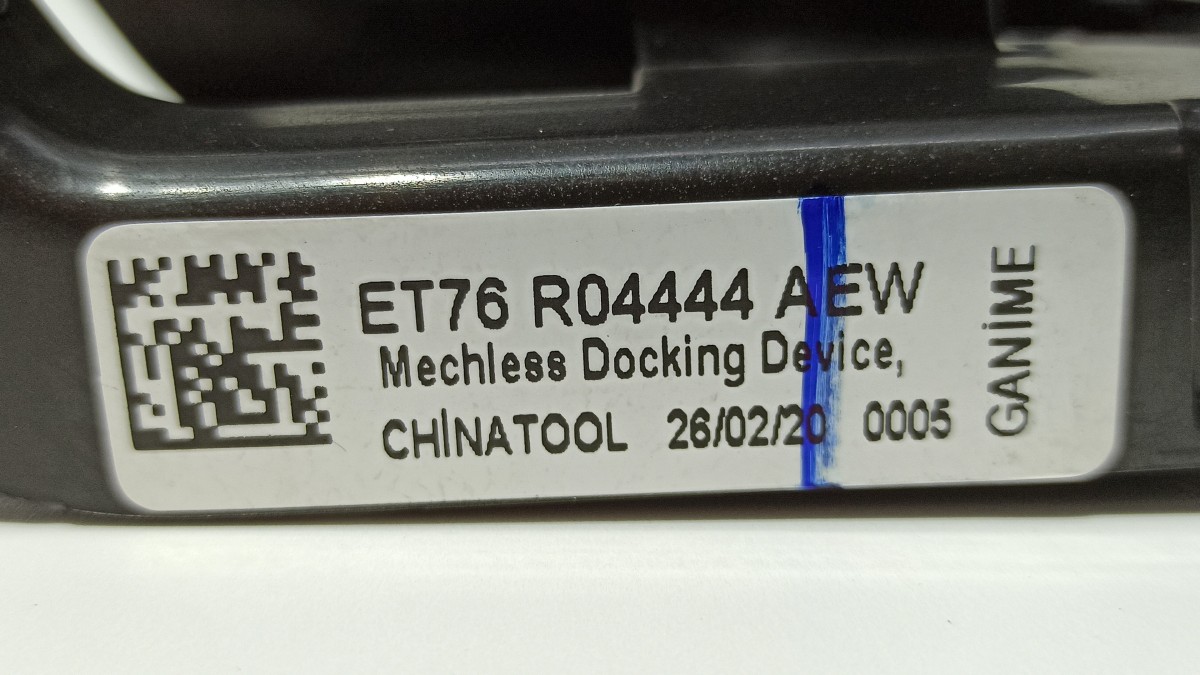 ET76 R04444 AEW
Mechless Docking Device,
CHİNATOOL 26/02/20 0005
GANİME